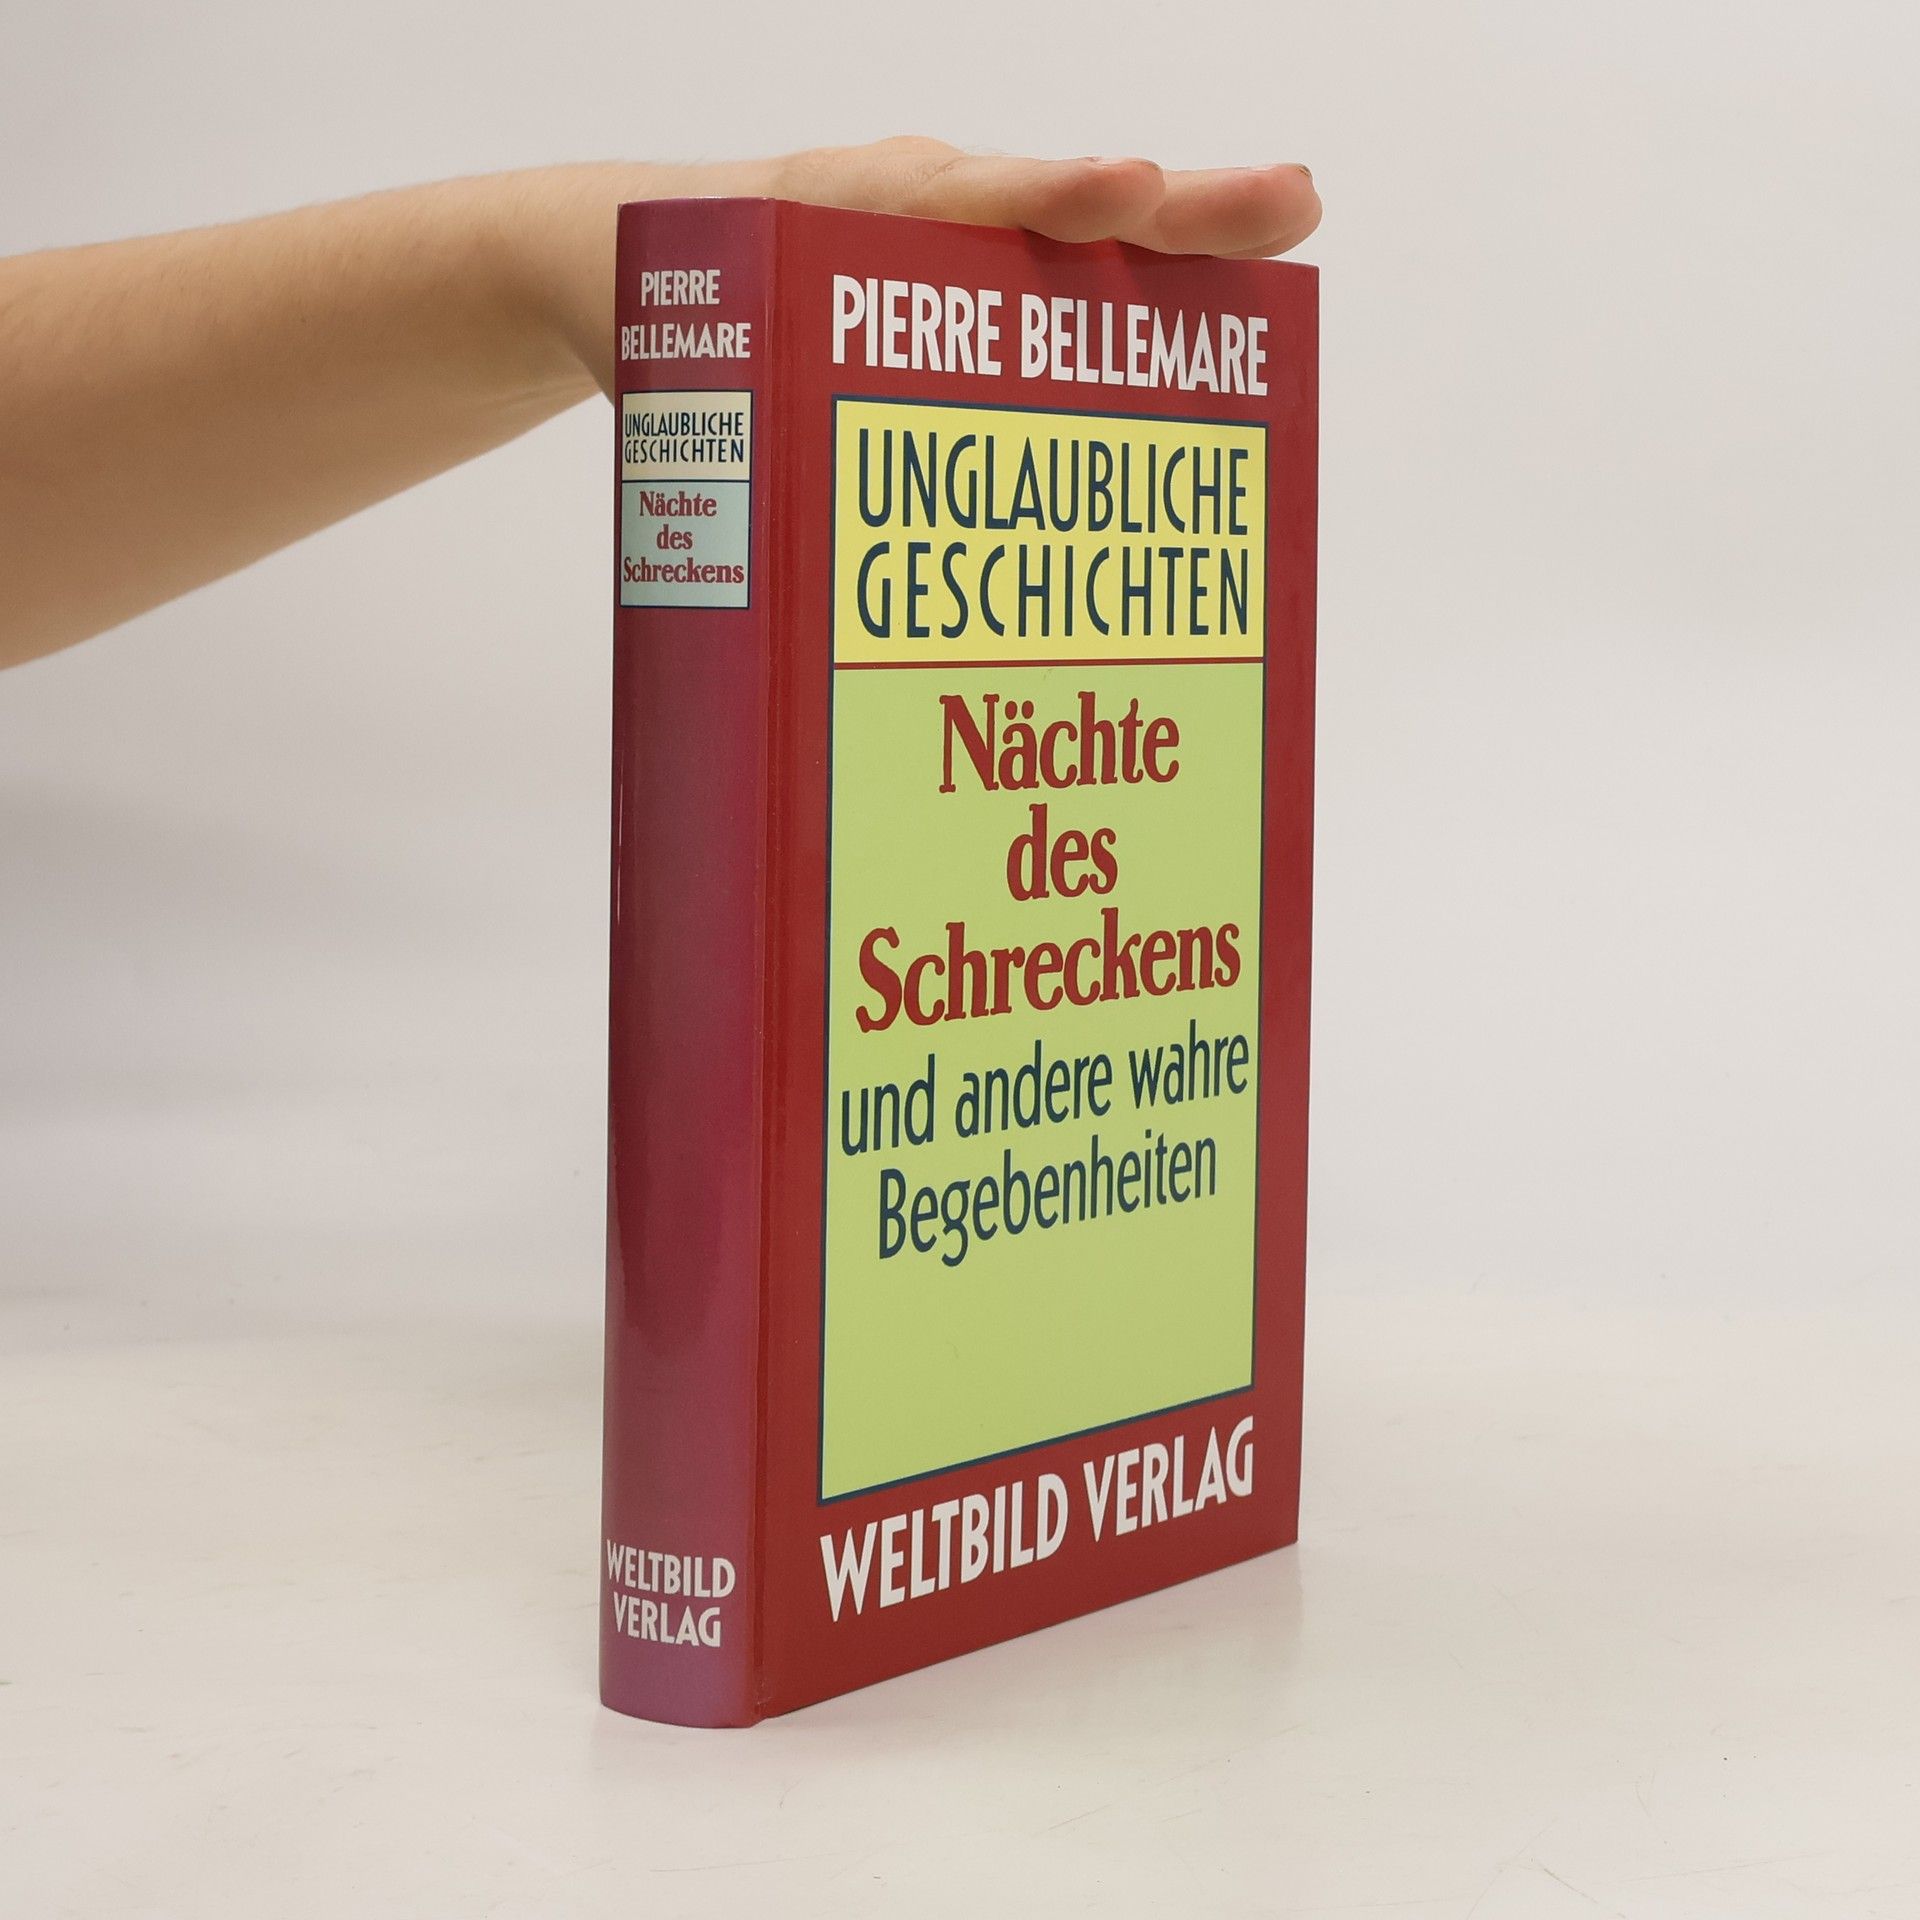 PIERRE
BELLEMARE
UNGLAUBLICHE
GESCHICHTEN
Nächte
des
Schreckens
WELTBILD
VERLAG
PIERRE BELLEMARE
UNGLAUBLICHE
GESCHICHTEN
Nächte
des
Schreckens
und andere wahre
Begebenheiten
WELTBILD VERLAG